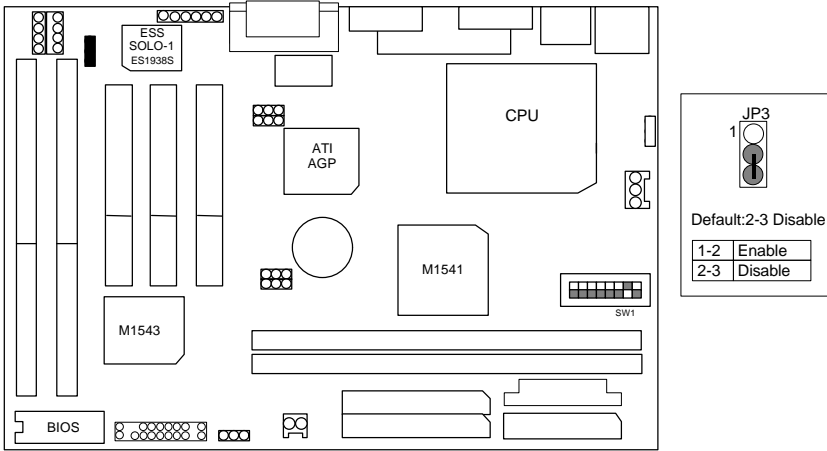 ESS
SOLO-1
ES1938S
CPU
JP3
1
ATI
AGP
Default:2-3 Disable
M1541
1-2 Enable
2-3 Disable
SW1
M1543
BIOS